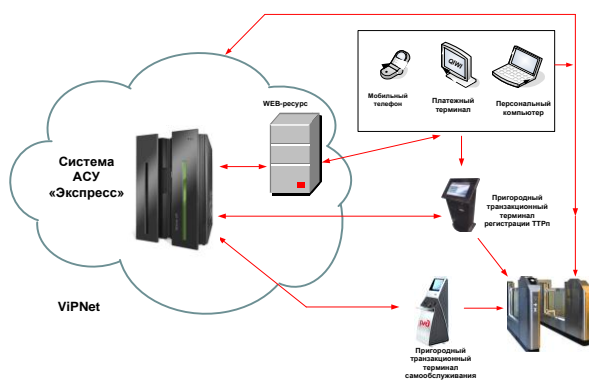 WEB-ресурс
QIWI
Мобильный
телефон
Платежный
терминал
Персональный
компьютер
Система
АСУ
«Экспресс»
Пригородный
транзакционный
терминал
регистрации ТТРп
ViPNet
Пригородный
транзакционный
терминал
самообслуживания